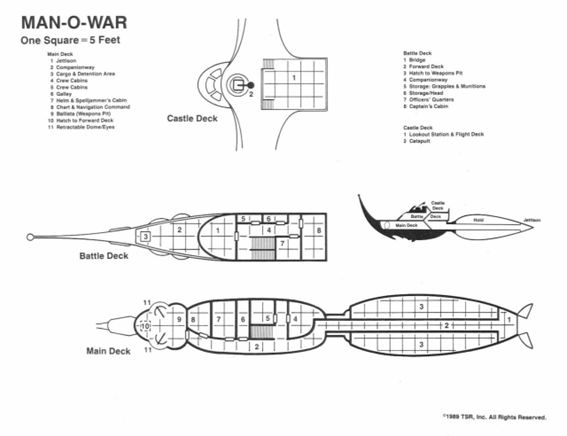 MAN-O-WAR
One Square = 5 Feet
Main Deck
1 Jettison
2 Companionway
3 Cargo & Detention Area
4 Crew Cabins
5 Crew Cabins
6 Galley
7 Helm & Spelljammer's Cabin
8 Chart & Navigation Command
9 Ballista (Weapons Pit)
10 Hatch to Forward Deck
11 Retractable Dome/Eyes
Battle Deck
1 Bridge
2 Forward Deck
3 Hatch to Weapons Pit
4 Companionway
5 Storage: Grapples & Munitions
6 Storage/Head
7 Officers' Quarters
8 Captain's Cabin
Castle Deck
1 Lookout Station & Flight Deck
3 Catapult
1
2
Castle Deck
Castle
Deck
Battle Deck
Main Deck
Hold
Jettison
3
2
1
5
6
4
7
8
Battle Deck
11
10
11
9
8
7
6
5
4
2
3
2
3
1
Main Deck
©1989 TSR, Inc. All Rights Reserved.